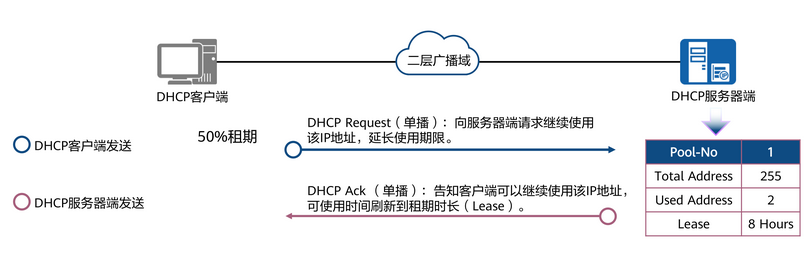 二层广播域
DHCP客户端
DHCP服务器端
50%租期
DHCP Request（单播）：向服务器端请求继续使用
该IP地址，延长使用期限。
DHCP客户端发送
DHCP Ack （单播）：告知客户端可以继续使用该IP地址，
可使用时间刷新到租期时长（Lease）。
DHCP服务器端发送
Pool-No 1
Total Address 255
Used Address 2
Lease 8 Hours